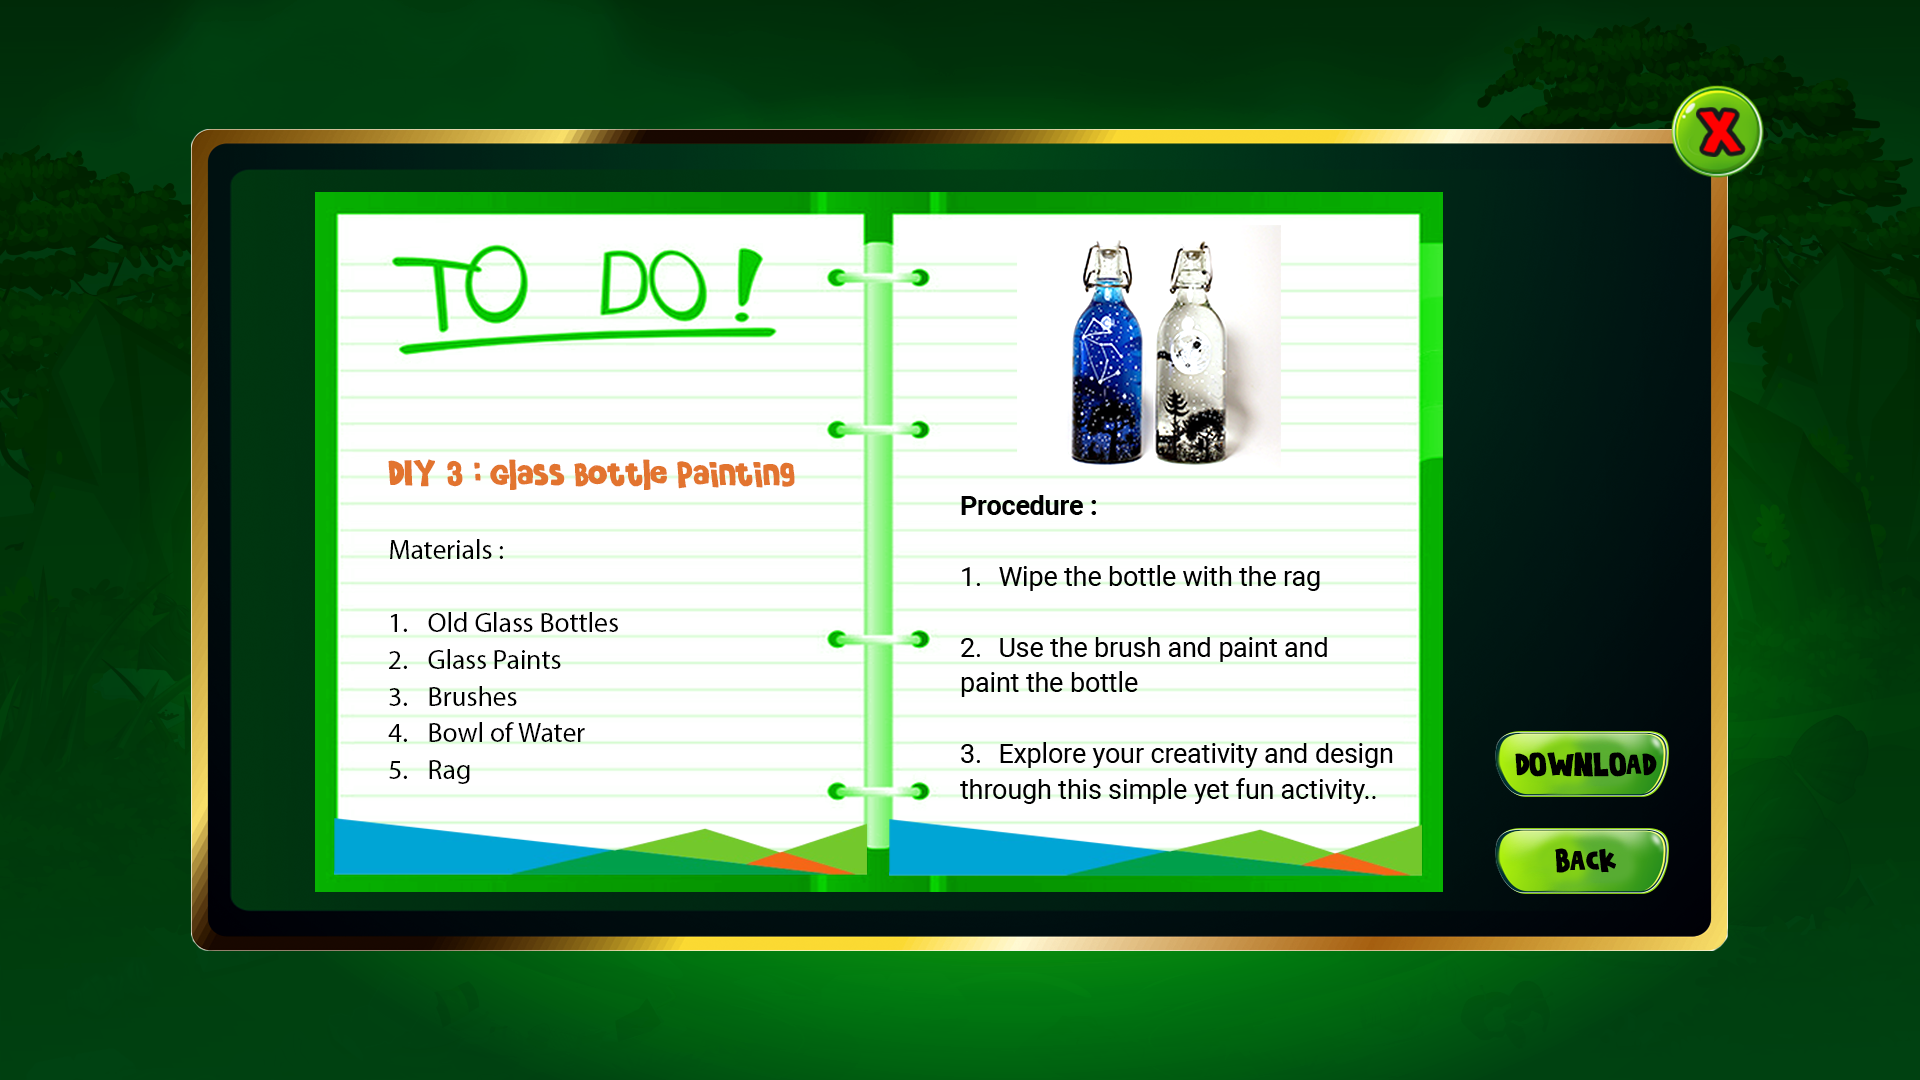 TO DO!
DIY 3 : Glass Bottle Painting
Materials :
1. Old Glass Bottles
2. Glass Paints
3. Brushes
4. Bowl of Water
5. Rag
Procedure :
1. Wipe the bottle with the rag
2. Use the brush and paint and
paint the bottle
3. Explore your creativity and design
through this simple yet fun activity..
X
DOWNLOAD
BACK